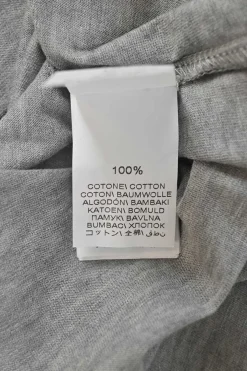 100%
COTONE\ COTTON
COTON\ BAUMWOLLE
ALGODÓN\ BAMBAKI
KATOEN\ BOMULD
ПАМУК\ BAVLNA
BUMBAC\ ХЛОПОК
コットン\ 全棉\ قطن